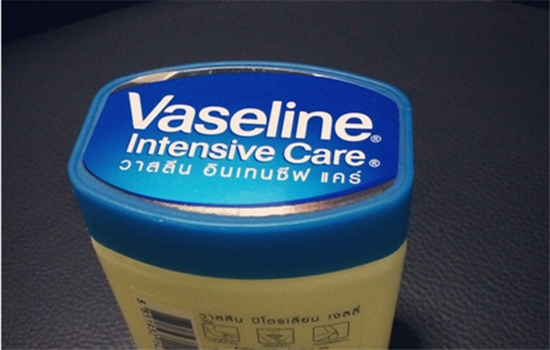 Vaseline®
Intensive Care®
วาสลีน อินเทนซีฟ แคร์
วาสลีน ปิโตรเลียม เจลลี่